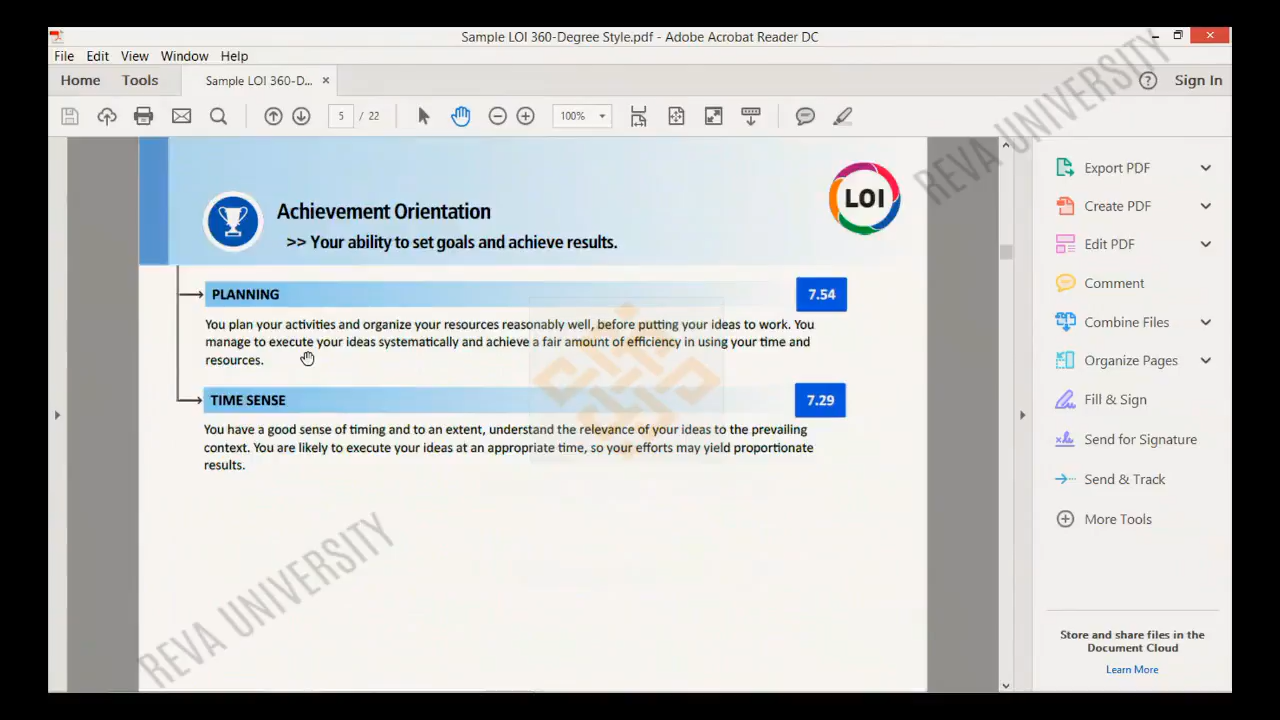 Sample LOI 360-Degree Style.pdf - Adobe Acrobat Reader DC
File Edit View Window Help
Home Tools Sample LOI 360-D... × Sign In
5 / 22 100%
Achievement Orientation
>> Your ability to set goals and achieve results.
LOI
PLANNING 7.54
You plan your activities and organize your resources reasonably well, before putting your ideas to work. You
manage to execute your ideas systematically and achieve a fair amount of efficiency in using your time and
resources.
TIME SENSE 7.29
You have a good sense of timing and to an extent, understand the relevance of your ideas to the prevailing
context. You are likely to execute your ideas at an appropriate time, so your efforts may yield proportionate
results.
Export PDF
Create PDF
Edit PDF
Comment
Combine Files
Organize Pages
Fill & Sign
Send for Signature
Send & Track
More Tools
Store and share files in the
Document Cloud
Learn More
REVA UNIVERSITY
REVA UNIVERSITY